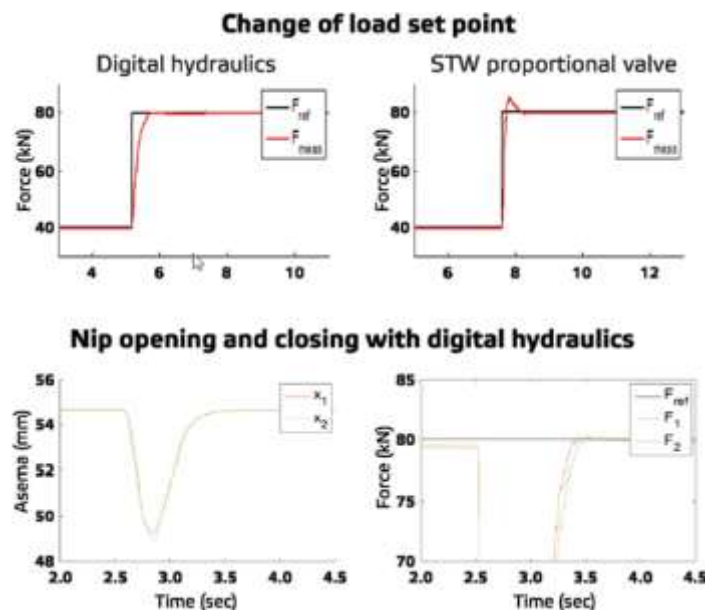 Change of load set point
Digital hydraulics
STW proportional valve
Force (kN)
80
60
40
4 6 8 10
F ref
F meas
Force (kN)
80
60
40
6 8 10 12
F ref
F meas
Nip opening and closing with digital hydraulics
Asema (mm)
56
54
52
50
48
2.0 2.5 3.0 3.5 4.0 4.5
Time (sec)
x1
x2
Force (kN)
85
80
75
70
2.0 2.5 3.0 3.5 4.0 4.5
Time (sec)
Fref
F1
F2